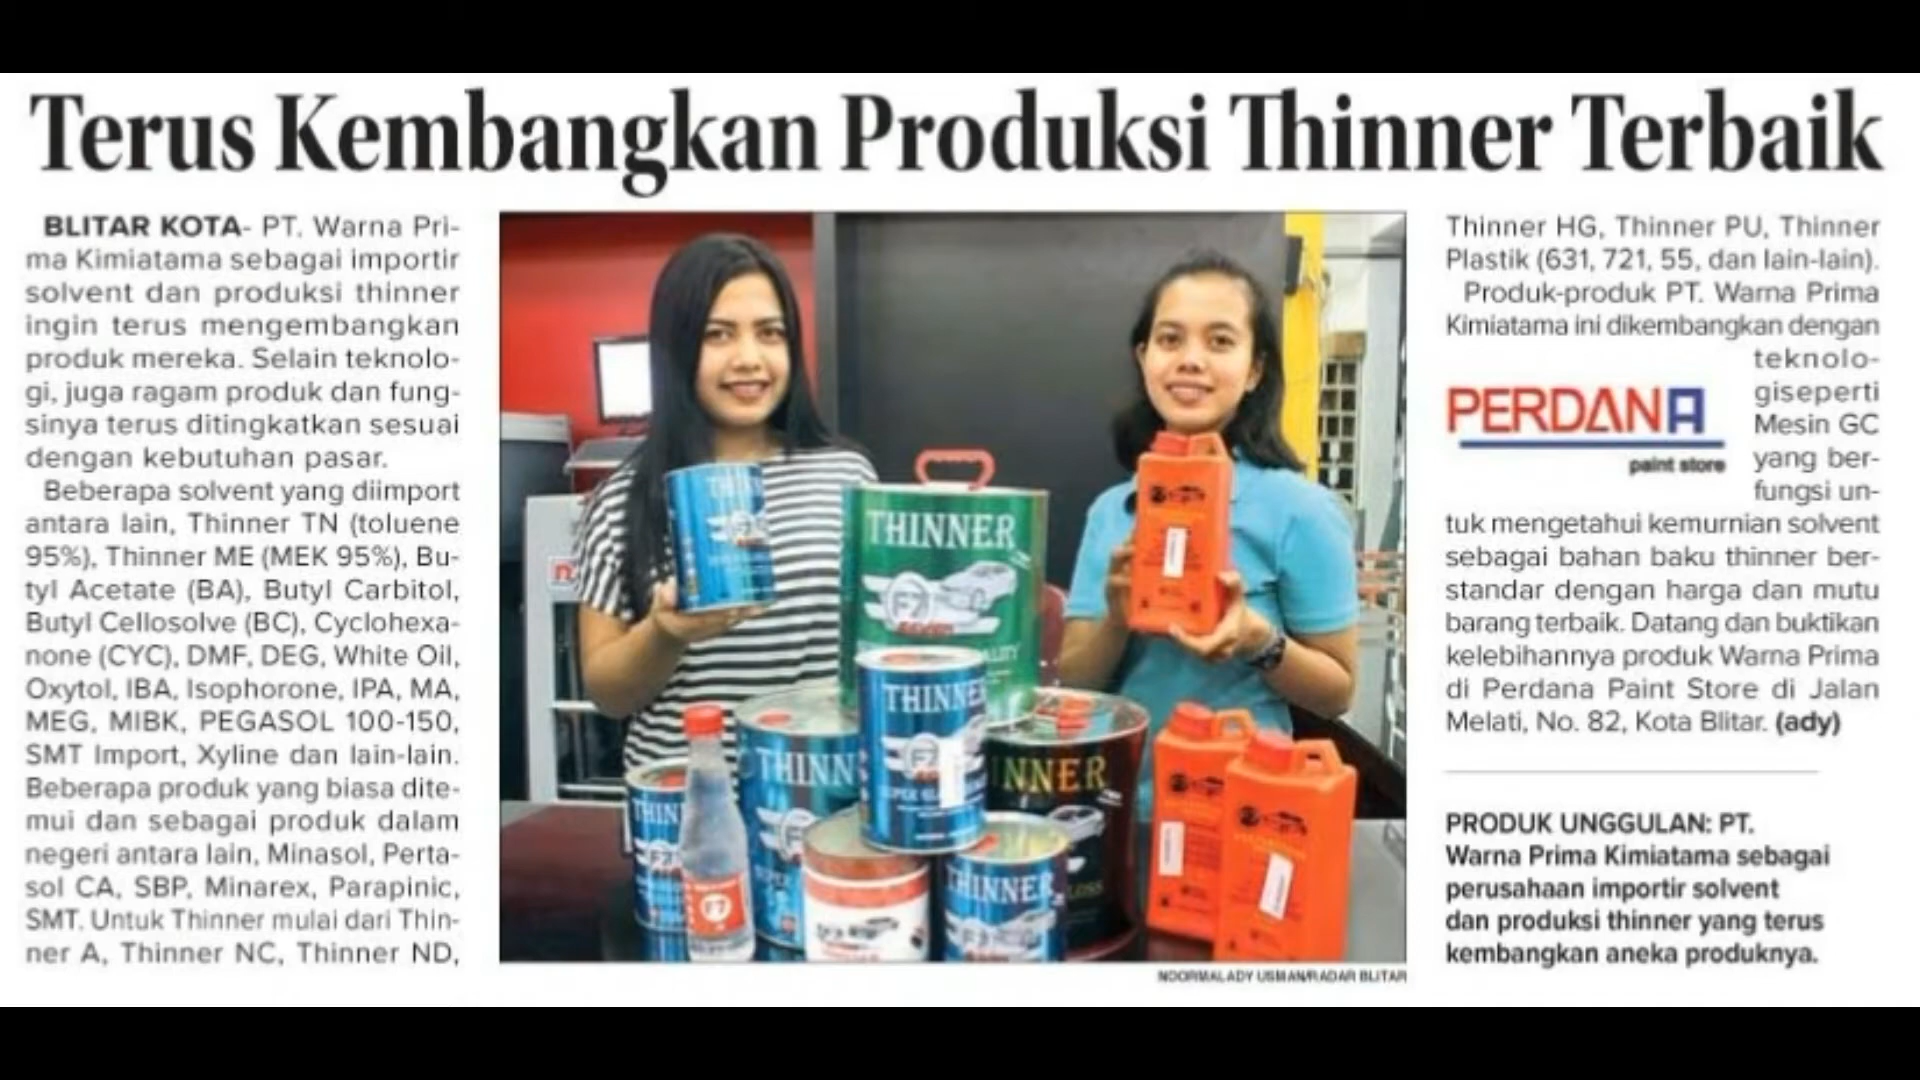 Terus Kembangkan Produksi Thinner Terbaik
BLITAR KOTA- PT. Warna Pri-
ma Kimiatama sebagai importir
solvent dan produksi thinner
ingin terus mengembangkan
produk mereka. Selain teknolo-
gi, juga ragam produk dan fung-
sinya terus ditingkatkan sesuai
dengan kebutuhan pasar.
Beberapa solvent yang diimport
antara lain, Thinner TN (toluene
95%), Thinner ME (MEK 95%), Bu-
tyl Acetate (BA), Butyl Carbitol,
Butyl Cellosolve (BC), Cyclohexa-
none (CYC), DMF, DEG, White Oil,
Oxytol, IBA, Isophorone, IPA, MA,
MEG, MIBK, PEGASOL 100-150,
SMT Import, Xyline dan lain-lain.
Beberapa produk yang biasa dite-
mui dan sebagai produk dalam
negeri antara lain, Minasol, Perta-
sol CA, SBP, Minarex, Parapinic,
SMT. Untuk Thinner mulai dari Thin-
ner A, Thinner NC, Thinner ND,
THINNER
F7
THINNER
THINN
NNER
THIN
F7
THINNER
F7
NOORMALADY USMAN/RADAR BLITAR
Thinner HG, Thinner PU, Thinner
Plastik (631, 721, 55, dan lain-lain).
Produk-produk PT. Warna Prima
Kimiatama ini dikembangkan dengan
teknolo-
giseperti
Mesin GC
yang ber-
fungsi un-
PERDANA
paint store
tuk mengetahui kemurnian solvent
sebagai bahan baku thinner ber-
standar dengan harga dan mutu
barang terbaik. Datang dan buktikan
kelebihannya produk Warna Prima
di Perdana Paint Store di Jalan
Melati, No. 82, Kota Blitar. (ady)
PRODUK UNGGULAN: PT.
Warna Prima Kimiatama sebagai
perusahaan importir solvent
dan produksi thinner yang terus
kembangkan aneka produknya.